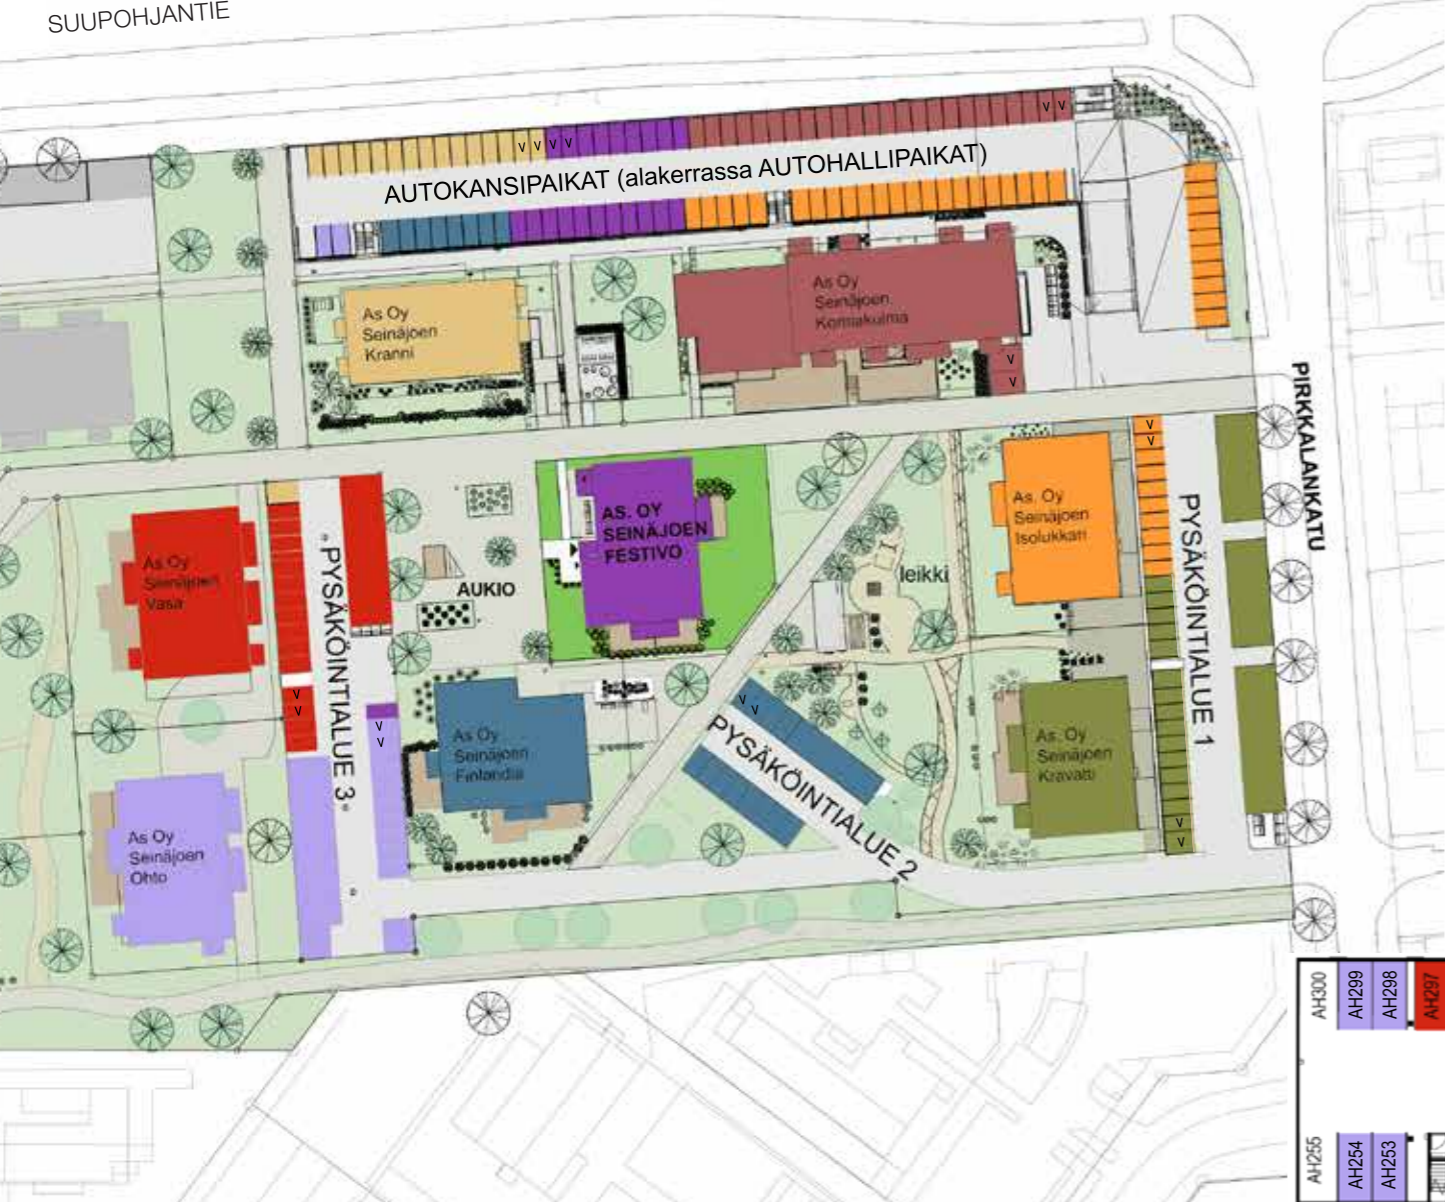 SUUPOHJANTIE
V V V V
V V
AUTOKANSIPAIKAT (alakerrassa AUTOHALLIPAIKAT)
As Oy
Seinäjoen
Kranni
As Oy
Seinäjoen
Komiakulma
V
V
PIRKKALANKATU
V
V
As Oy
Seinäjoen
Vasa
PYSÄKÖINTIALUE 3
V
V
V
V
AUKIO
AS. OY
SEINÄJOEN
FESTIVO
leikki
As. Oy
Seinäjoen
Isolukkari
PYSÄKÖINTIALUE 1
As Oy
Seinäjoen
Finlandia
V
V
PYSÄKÖINTIALUE 2
As. Oy
Seinäjoen
Kravatti
V
V
As Oy
Seinäjoen
Ohto
AH300
AH299
AH298
AH297
AH255
AH254
AH253